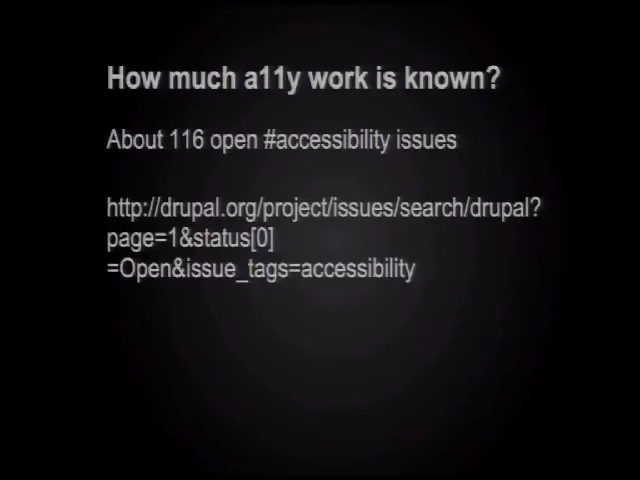 How much a11y work is known?
About 116 open #accessibility issues
http://drupal.org/project/issues/search/drupal?
page=1&status[0]
=Open&issue_tags=accessibility